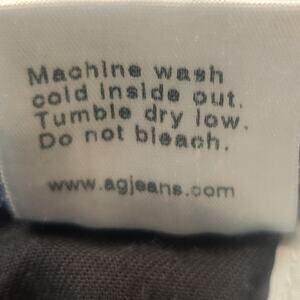 Machine wash
cold inside out.
Tumble dry low.
Do not bleach.
www.agjeans.com